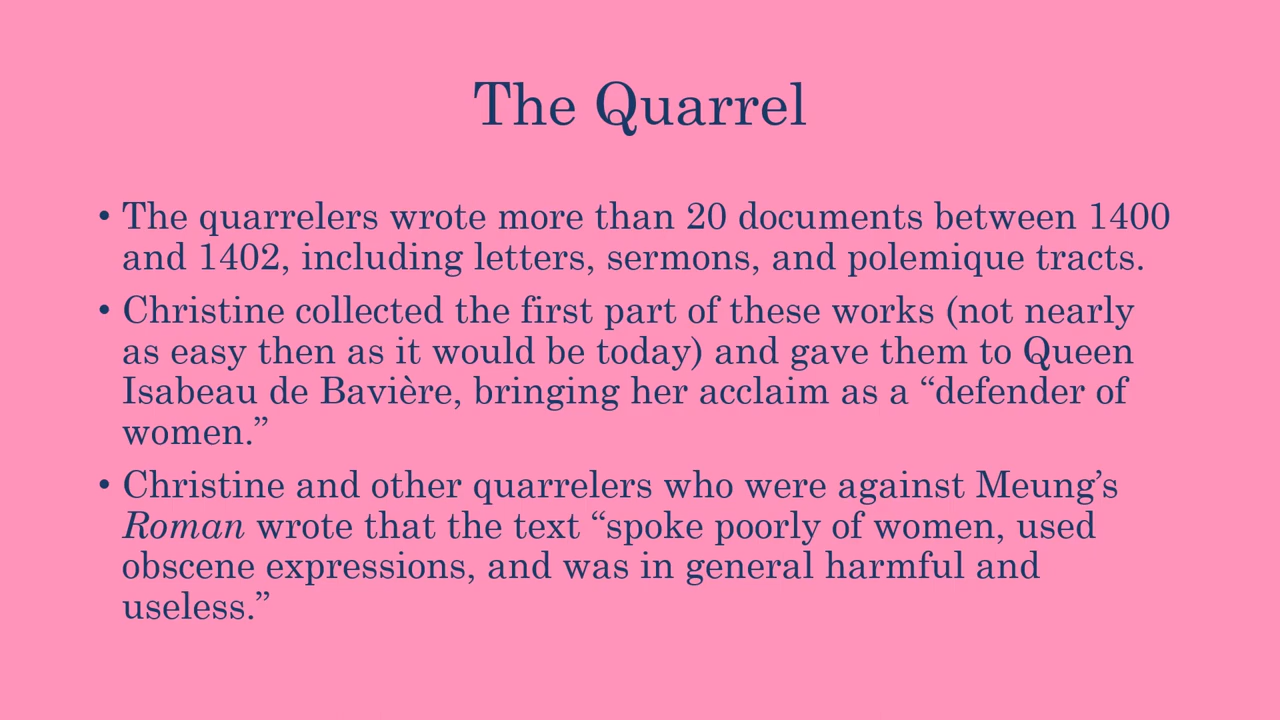 The Quarrel
• The quarrelers wrote more than 20 documents between 1400
and 1402, including letters, sermons, and polemique tracts.
• Christine collected the first part of these works (not nearly
as easy then as it would be today) and gave them to Queen
Isabeau de Bavière, bringing her acclaim as a “defender of
women.”
• Christine and other quarrelers who were against Meung’s
Roman wrote that the text “spoke poorly of women, used
obscene expressions, and was in general harmful and
useless.”